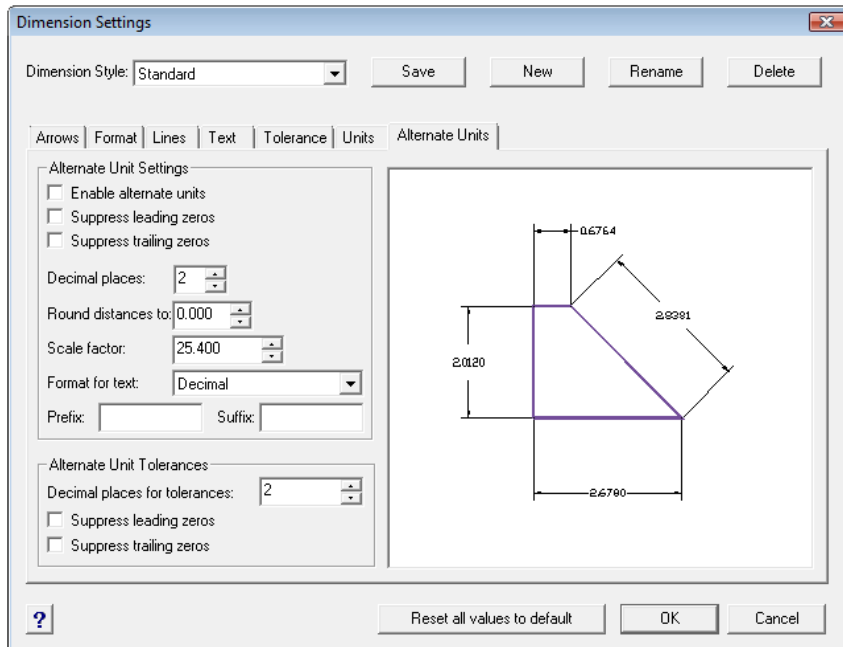 Dimension Settings
Dimension Style: Standard Save New Rename Delete
Arrows Format Lines Text Tolerance Units Alternate Units
Alternate Unit Settings
Enable alternate units
Suppress leading zeros
Suppress trailing zeros
Decimal places: 2
Round distances to: 0.000
Scale factor: 25.400
Format for text: Decimal
Prefix: Suffix:
Alternate Unit Tolerances
Decimal places for tolerances: 2
Suppress leading zeros
Suppress trailing zeros
0.6764
2.8381
2.0120
2.6780
? Reset all values to default OK Cancel